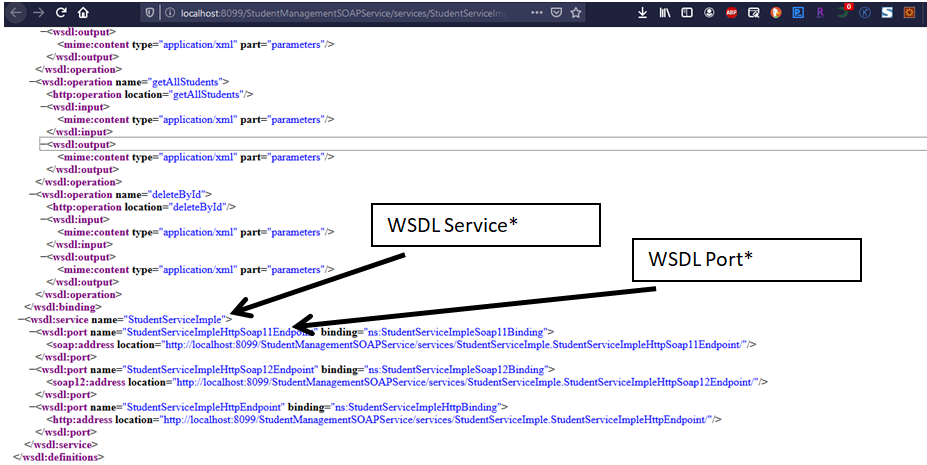 localhost:8099/StudentManagementSOAPService/services/StudentServiceIm
ABP
0
−<wsdl:output>
<mime:content type="application/xml" part="parameters"/>
</wsdl:output>
</wsdl:operation>
−<wsdl:operation name="getAllStudents">
<http:operation location="getAllStudents"/>
−<wsdl:input>
<mime:content type="application/xml" part="parameters"/>
</wsdl:input>
−<wsdl:output>
<mime:content type="application/xml" part="parameters"/>
</wsdl:output>
</wsdl:operation>
−<wsdl:operation name="deleteById">
<http:operation location="deleteById"/>
−<wsdl:input>
<mime:content type="application/xml" part="parameters"/>
</wsdl:input>
−<wsdl:output>
<mime:content type="application/xml" part="parameters"/>
</wsdl:output>
</wsdl:operation>
</wsdl:binding>
WSDL Service*
WSDL Port*
−<wsdl:service name="StudentServiceImple">
−<wsdl:port name="StudentServiceImpleHttpSoap11Endpoint" binding="ns:StudentServiceImpleSoap11Binding">
<soap:address location="http://localhost:8099/StudentManagementSOAPService/services/StudentServiceImple.StudentServiceImpleHttpSoap11Endpoint/"/>
</wsdl:port>
−<wsdl:port name="StudentServiceImpleHttpSoap12Endpoint" binding="ns:StudentServiceImpleSoap12Binding">
<soap12:address location="http://localhost:8099/StudentManagementSOAPService/services/StudentServiceImple.StudentServiceImpleHttpSoap12Endpoint/"/>
</wsdl:port>
−<wsdl:port name="StudentServiceImpleHttpEndpoint" binding="ns:StudentServiceImpleHttpBinding">
<http:address location="http://localhost:8099/StudentManagementSOAPService/services/StudentServiceImple.StudentServiceImpleHttpEndpoint/"/>
</wsdl:port>
</wsdl:service>
</wsdl:definitions>